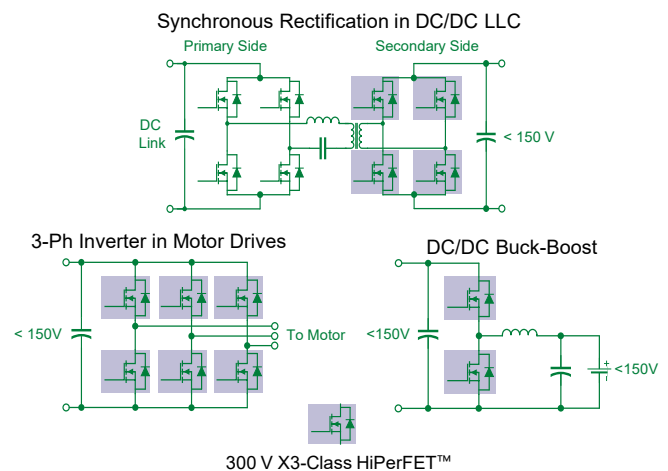 Synchronous Rectification in DC/DC LLC
Primary Side
Secondary Side
DC
Link
< 150 V
3-Ph Inverter in Motor Drives
DC/DC Buck-Boost
< 150V
To Motor
<150V
+
<150V
-
300 V X3-Class HiPerFET™